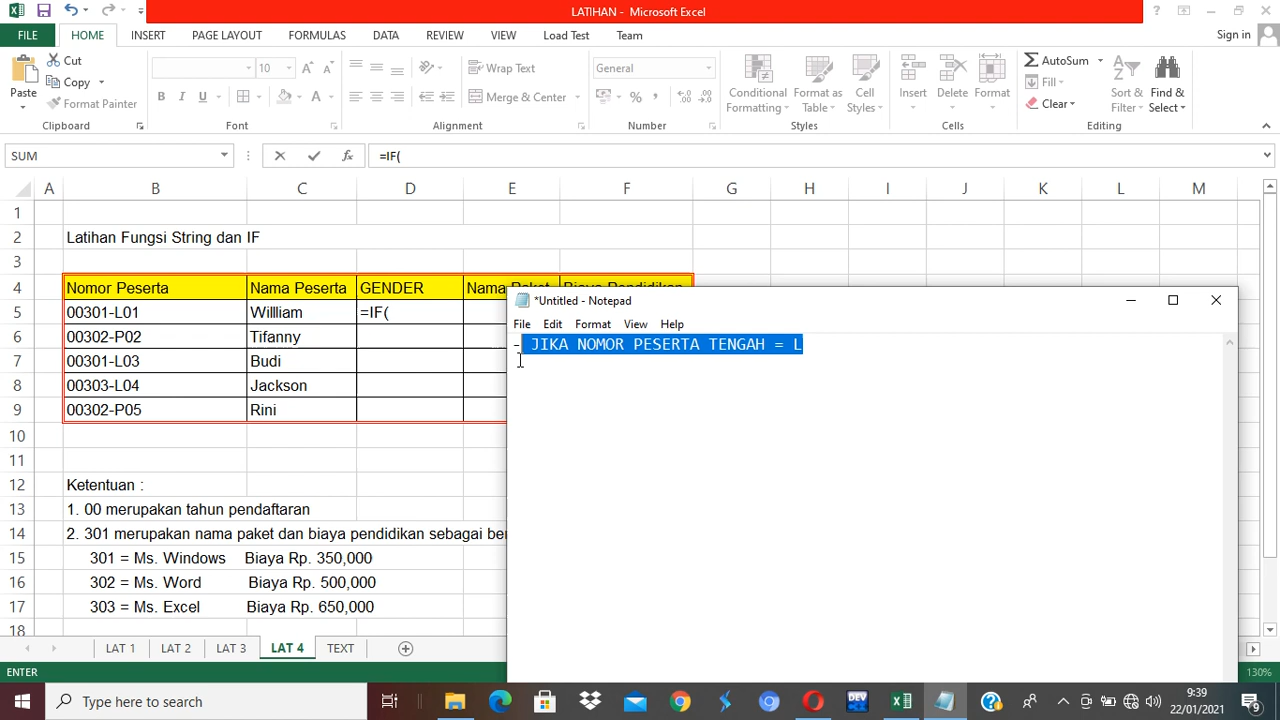 LATIHAN - Microsoft Excel
?
FILE HOME INSERT PAGE LAYOUT FORMULAS DATA REVIEW VIEW Load Test Team Sign in
Paste Cut Copy Format Painter
10 A A
B I U A
Wrap Text
Merge & Center
General
%
Conditional Formatting
Format as Table
Cell Styles
Insert Delete Format
AutoSum
Fill
Clear
Sort & Filter
Find & Select
Clipboard Font Alignment Number Styles Cells Editing
SUM fx =IF(
A B C D E F G H I J K L M
1
2 Latihan Fungsi String dan IF
3
4 Nomor Peserta Nama Peserta GENDER Nama Paket Biaya Pendidikan
5 00301-L01 Willliam =IF(
6 00302-P02 Tifanny
7 00301-L03 Budi
8 00303-L04 Jackson
9 00302-P05 Rini
10
11
12 Ketentuan :
13 1. 00 merupakan tahun pendaftaran
14 2. 301 merupakan nama paket dan biaya pendidikan sebagai ber
15 301 = Ms. Windows Biaya Rp. 350,000
16 302 = Ms. Word Biaya Rp. 500,000
17 303 = Ms. Excel Biaya Rp. 650,000
18
*Untitled - Notepad
File Edit Format View Help
- JIKA NOMOR PESERTA TENGAH = L
LAT 1 LAT 2 LAT 3 LAT 4 TEXT
ENTER 130%
Type here to search
DEV
9:39
22/01/2021